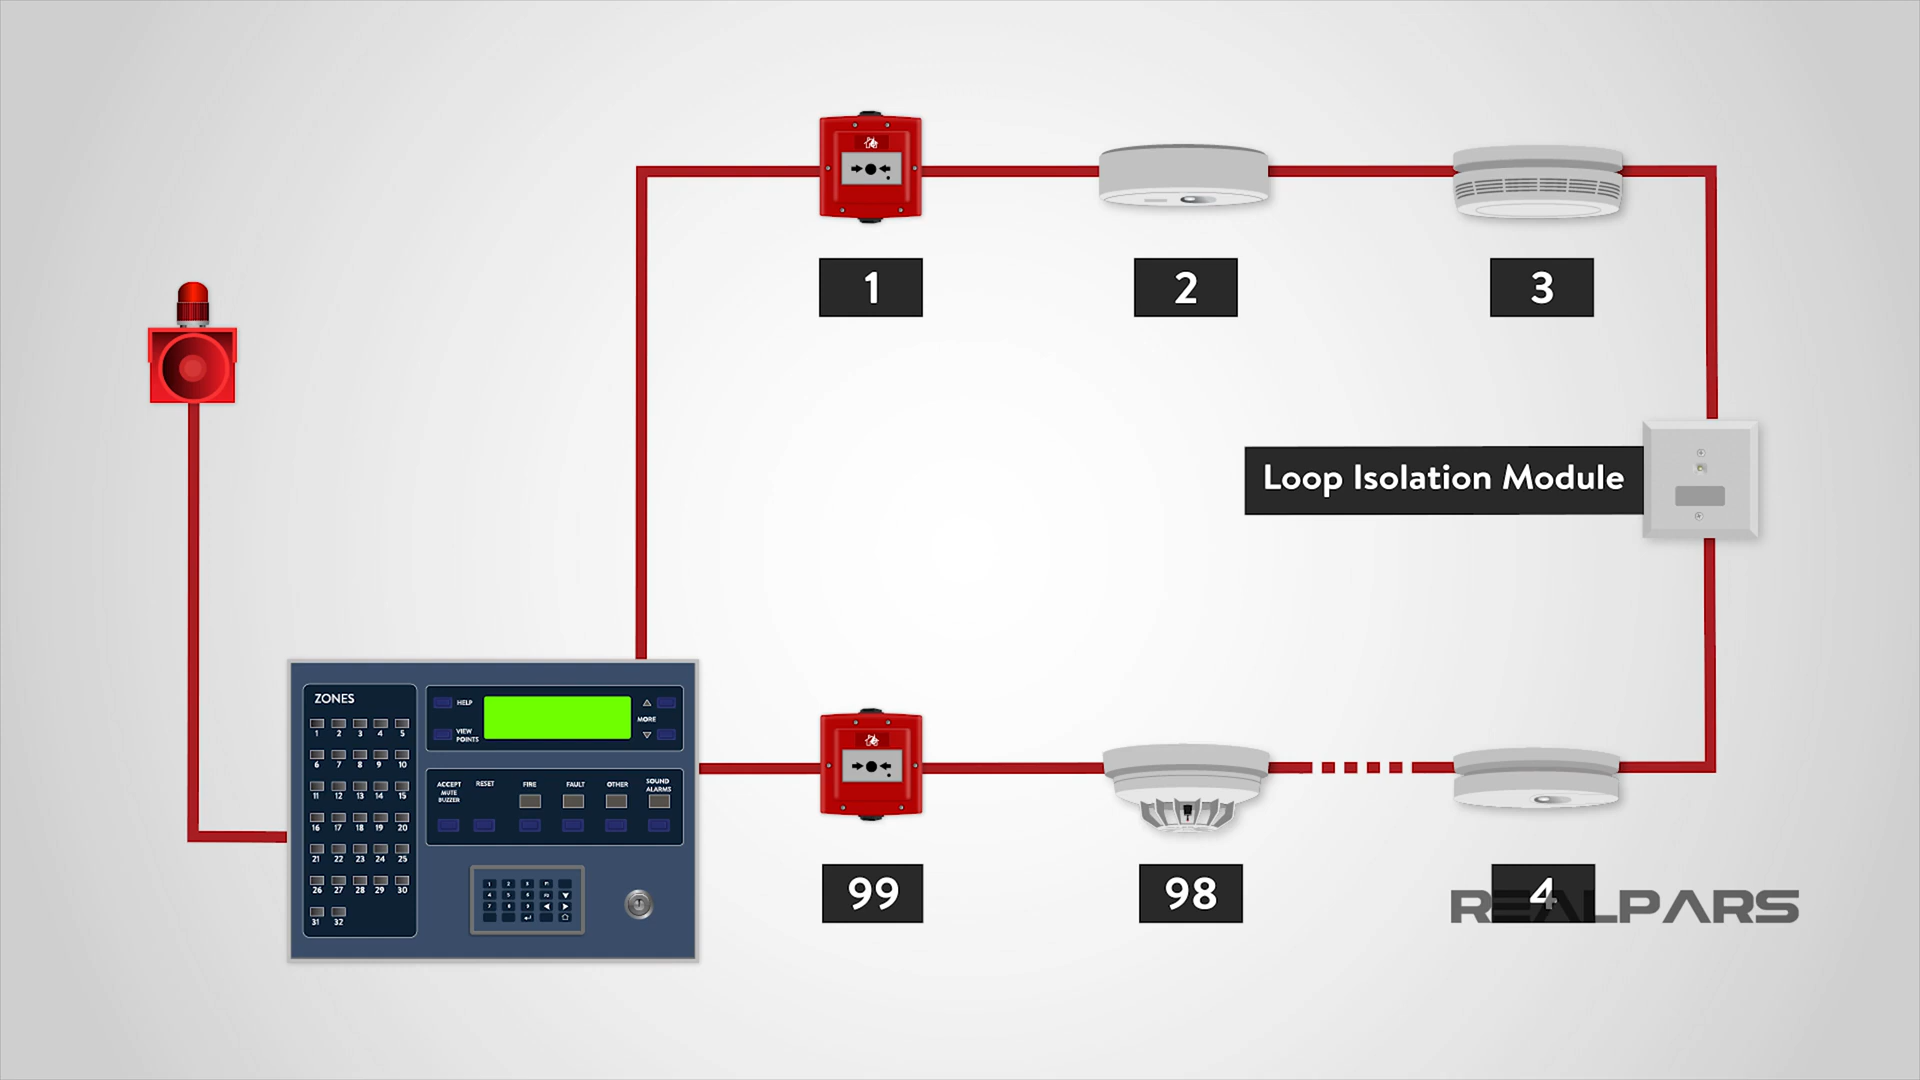 1
2
3
Loop Isolation Module
ZONES
1 2 3 4 5
6 7 8 9 10
11 12 13 14 15
16 17 18 19 20
21 22 23 24 25
26 27 28 29 30
31 32
HELP
VIEW
POINTS
MORE
ACCEPT
MUTE
BUZZER
RESET
FIRE
FAULT
OTHER
SOUND
ALARMS
99
98
4
REALPARS